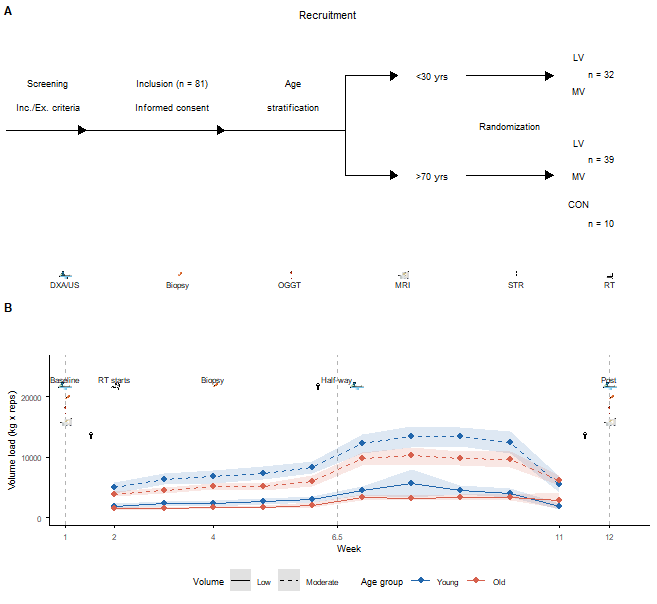 A
Recruitment
Screening
Inc./Ex. criteria
Inclusion (n = 81)
Informed consent
Age
stratification
<30 yrs
>70 yrs
Randomization
LV
n = 32
MV
LV
n = 39
MV
CON
n = 10
DXA/US Biopsy OGGT MRI STR RT
B
Baseline RT starts Biopsy Half-way Post
Volume load (kg x reps)
20000
10000
0
1 2 4 6.5 11 12
Week
Volume Low Moderate Age group Young Old